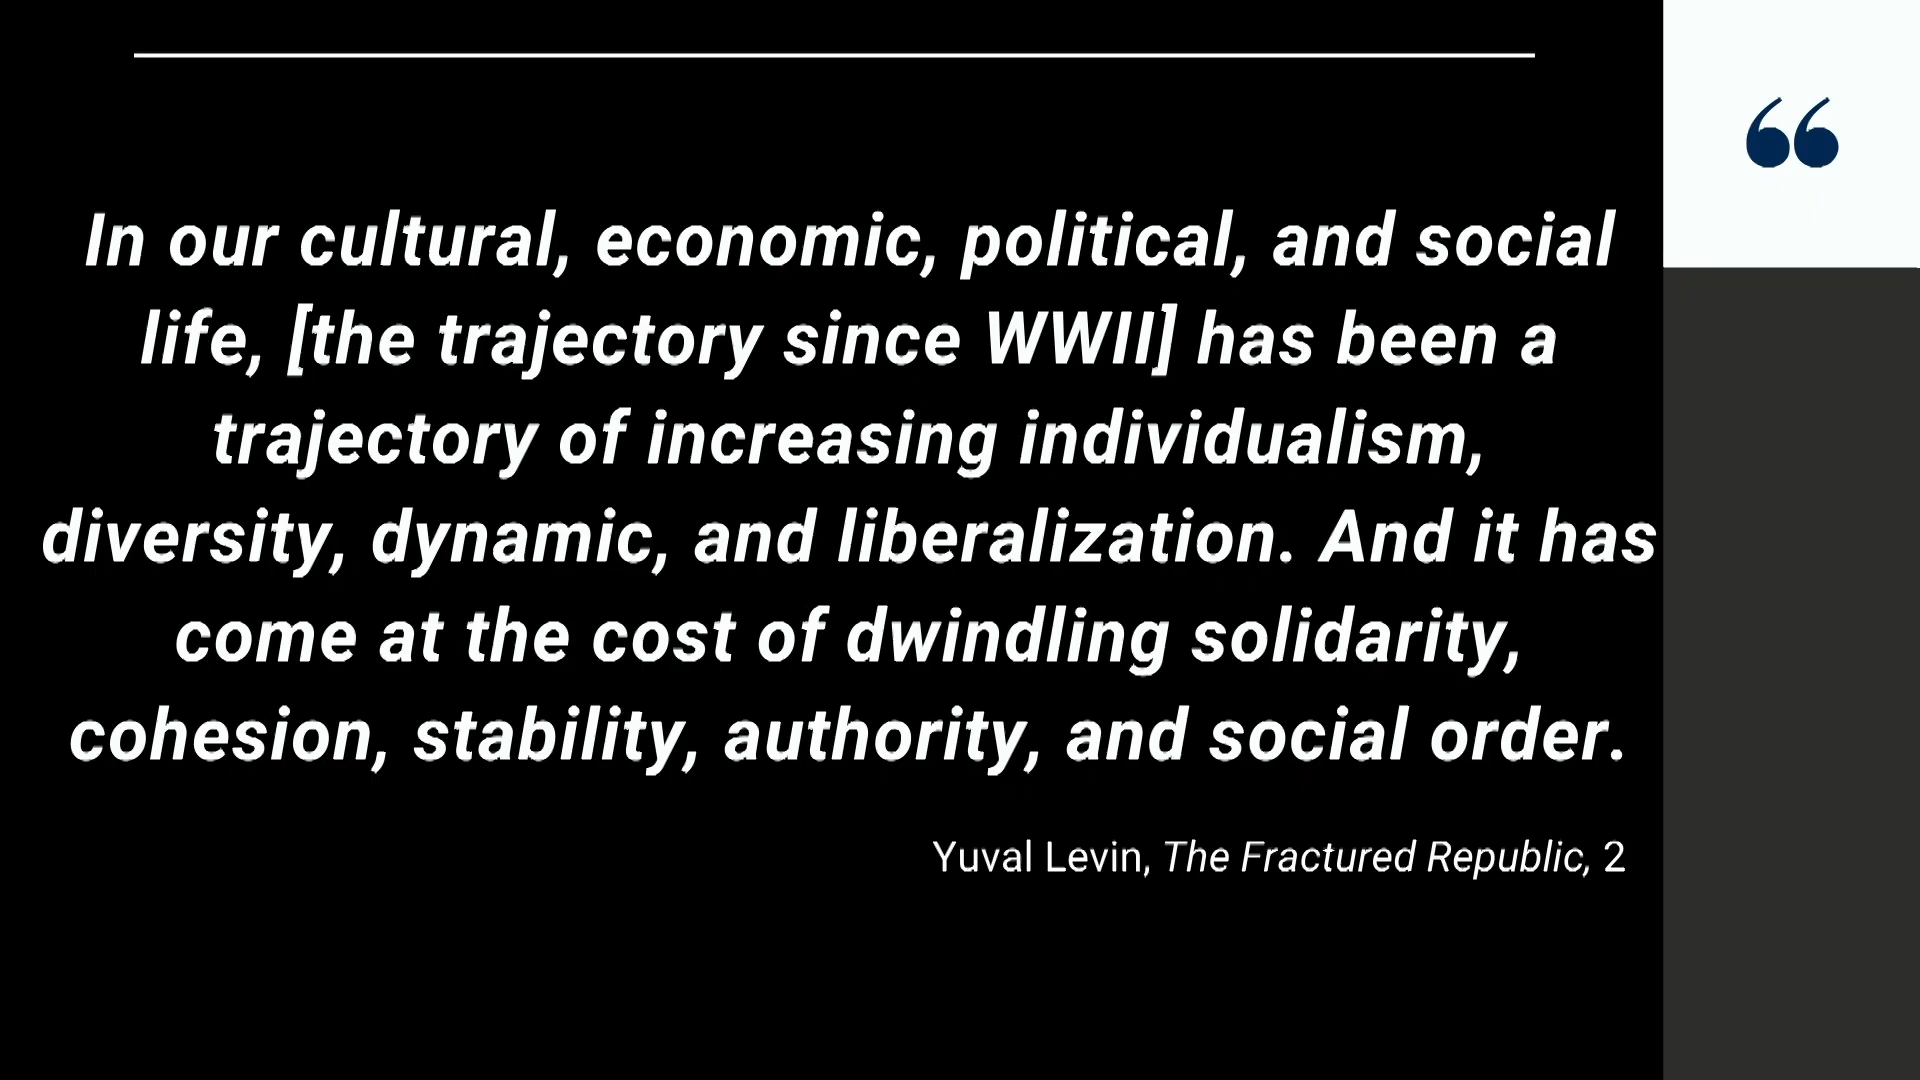 “
In our cultural, economic, political, and social
life, [the trajectory since WWII] has been a
trajectory of increasing individualism,
diversity, dynamic, and liberalization. And it has
come at the cost of dwindling solidarity,
cohesion, stability, authority, and social order.
Yuval Levin, The Fractured Republic, 2